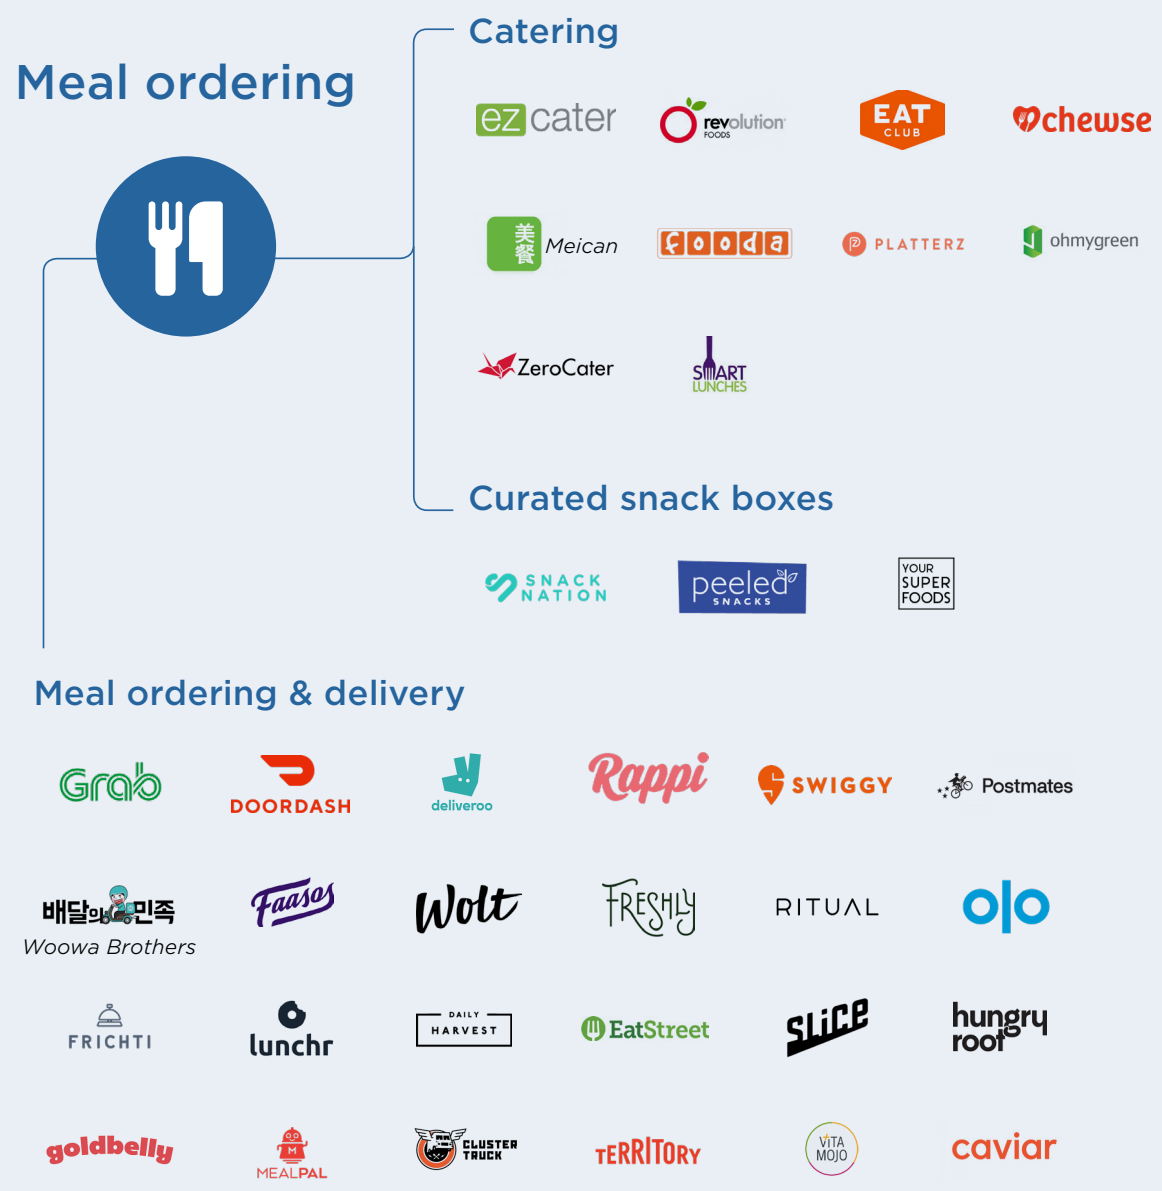 Meal ordering
Catering
ez cater
revolution FOODS
EAT CLUB
chewse
美餐 Meican
fooda
PLATTERZ
ohmygreen
ZeroCater
SMART LUNCHES
Curated snack boxes
SNACK NATION
peeled SNACKS
YOUR SUPER FOODS
Meal ordering & delivery
Grab
DOORDASH
deliveroo
Rappi
SWIGGY
Postmates
배달의민족
Woowa Brothers
Faasos
Wolt
FRESHLY
RITUAL
olo
FRICHTI
lunchr
DAILY HARVEST
EatStreet
SLiCE
hungry root
goldbelly
M
MEALPAL
CLUSTER TRUCK
TERRITORY
ViTA MOJO
caviar